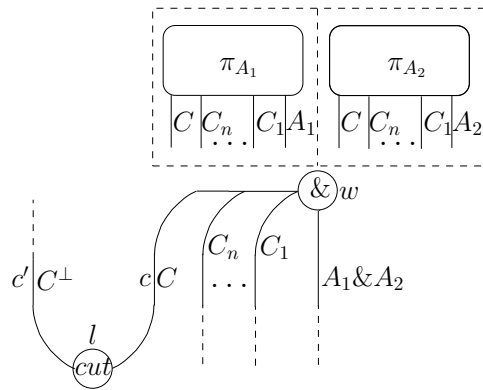 π_{A_1} π_{A_2}
C C_n ... C_1 A_1 C C_n ... C_1 A_2
& w
C_n C_1
c' C^⊥ c C ... A_1&A_2
l
cut